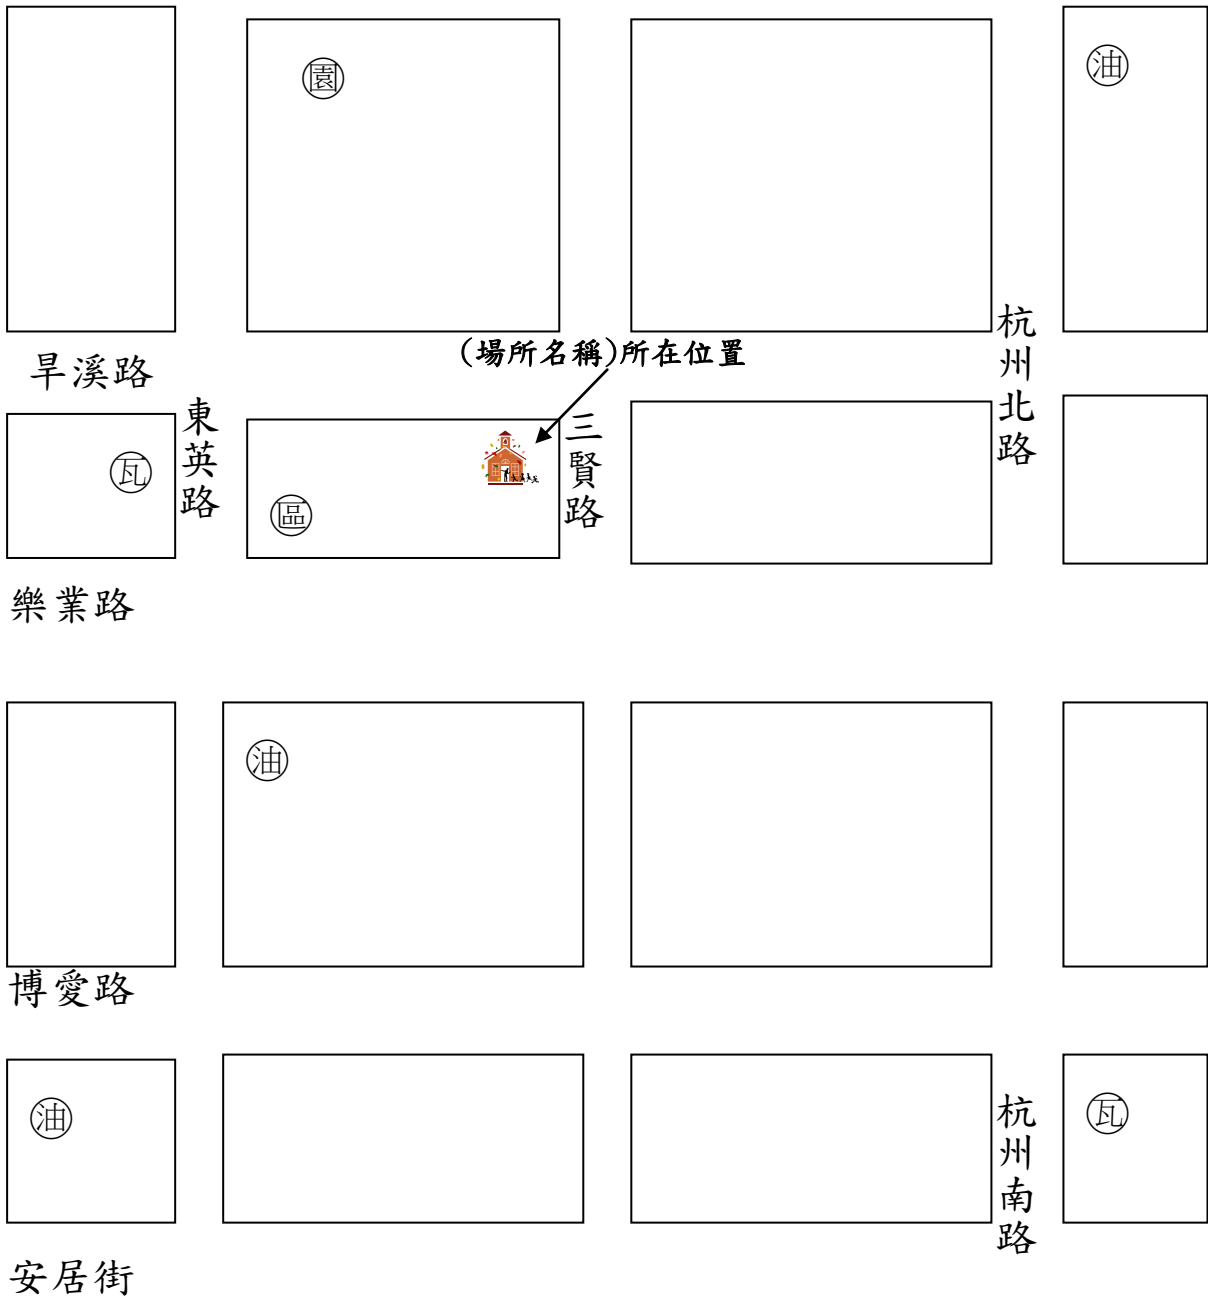 園
油
杭州北路
(場所名稱)所在位置
旱溪路
東英路
三賢路
瓦
區
樂業路
油
博愛路
油
杭州南路
瓦
安居街